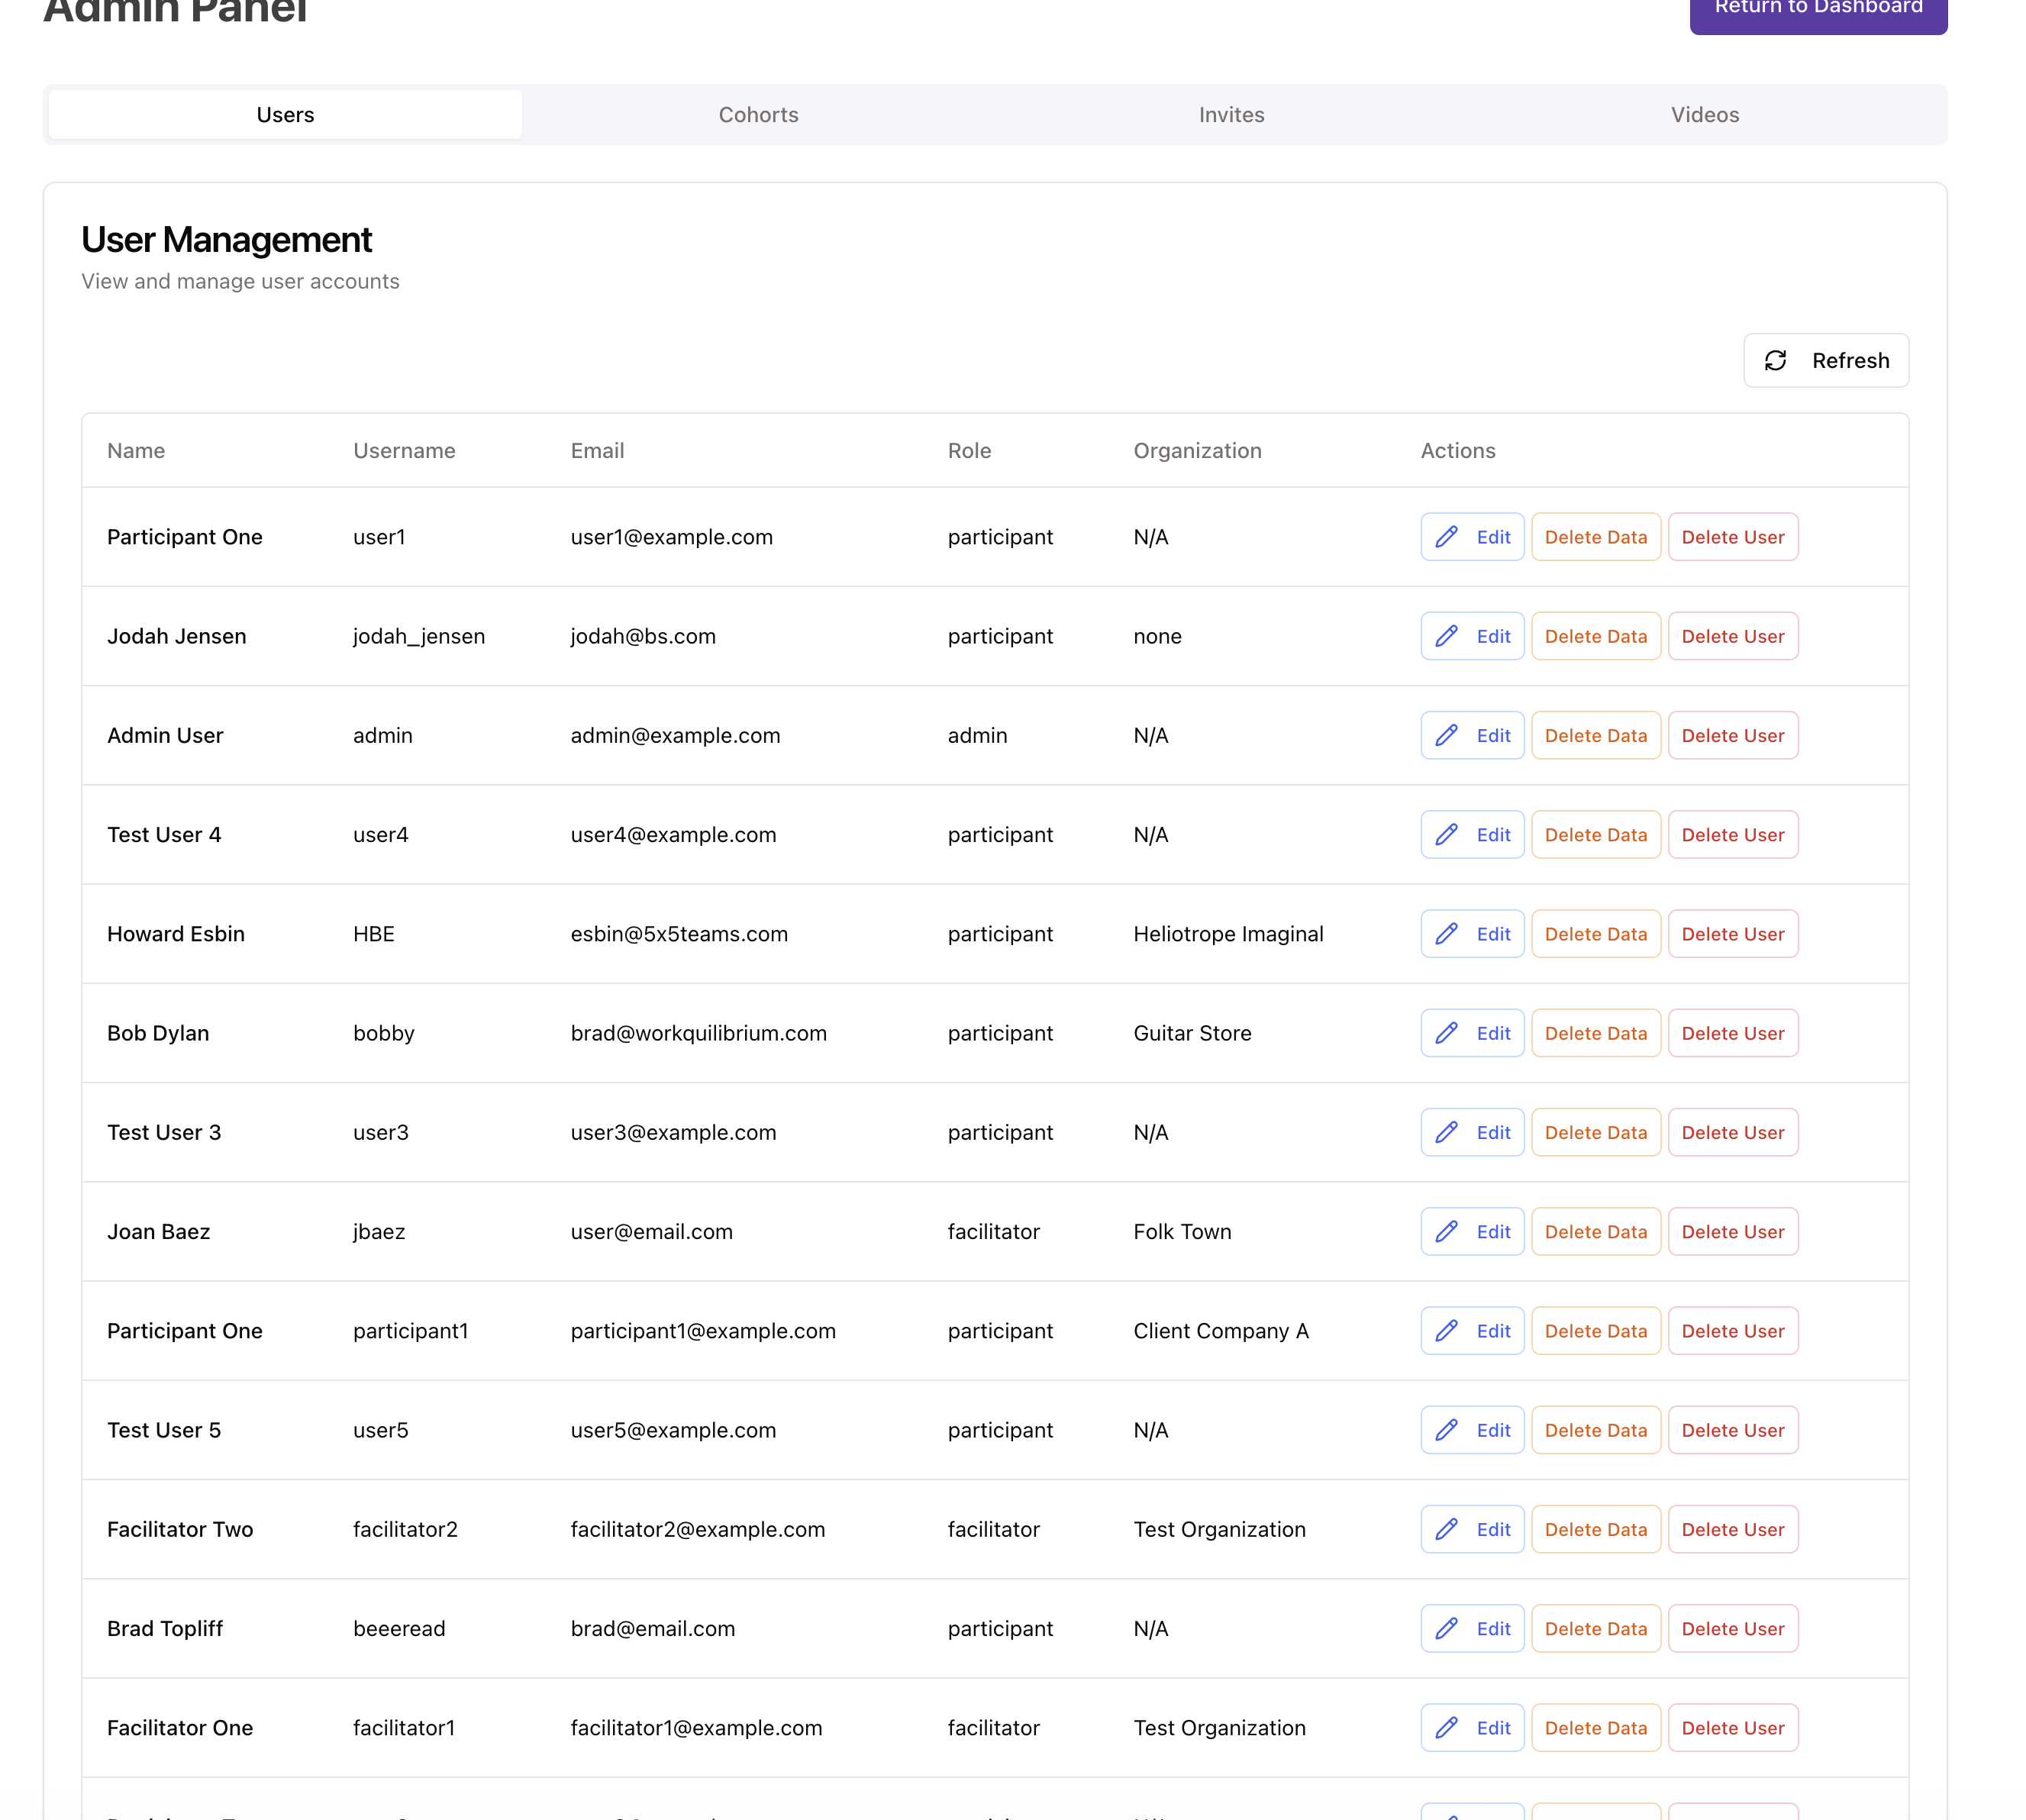 Admin Panel
Return to Dashboard
Users Cohorts Invites Videos
User Management
View and manage user accounts
Refresh
Name Username Email Role Organization Actions
Participant One user1 user1@example.com participant N/A Edit Delete Data Delete User
Jodah Jensen jodah_jensen jodah@bs.com participant none Edit Delete Data Delete User
Admin User admin admin@example.com admin N/A Edit Delete Data Delete User
Test User 4 user4 user4@example.com participant N/A Edit Delete Data Delete User
Howard Esbin HBE esbin@5x5teams.com participant Heliotrope Imaginal Edit Delete Data Delete User
Bob Dylan bobby brad@workquilibrium.com participant Guitar Store Edit Delete Data Delete User
Test User 3 user3 user3@example.com participant N/A Edit Delete Data Delete User
Joan Baez jbaez user@email.com facilitator Folk Town Edit Delete Data Delete User
Participant One participant1 participant1@example.com participant Client Company A Edit Delete Data Delete User
Test User 5 user5 user5@example.com participant N/A Edit Delete Data Delete User
Facilitator Two facilitator2 facilitator2@example.com facilitator Test Organization Edit Delete Data Delete User
Brad Topliff beeeread brad@email.com participant N/A Edit Delete Data Delete User
Facilitator One facilitator1 facilitator1@example.com facilitator Test Organization Edit Delete Data Delete User